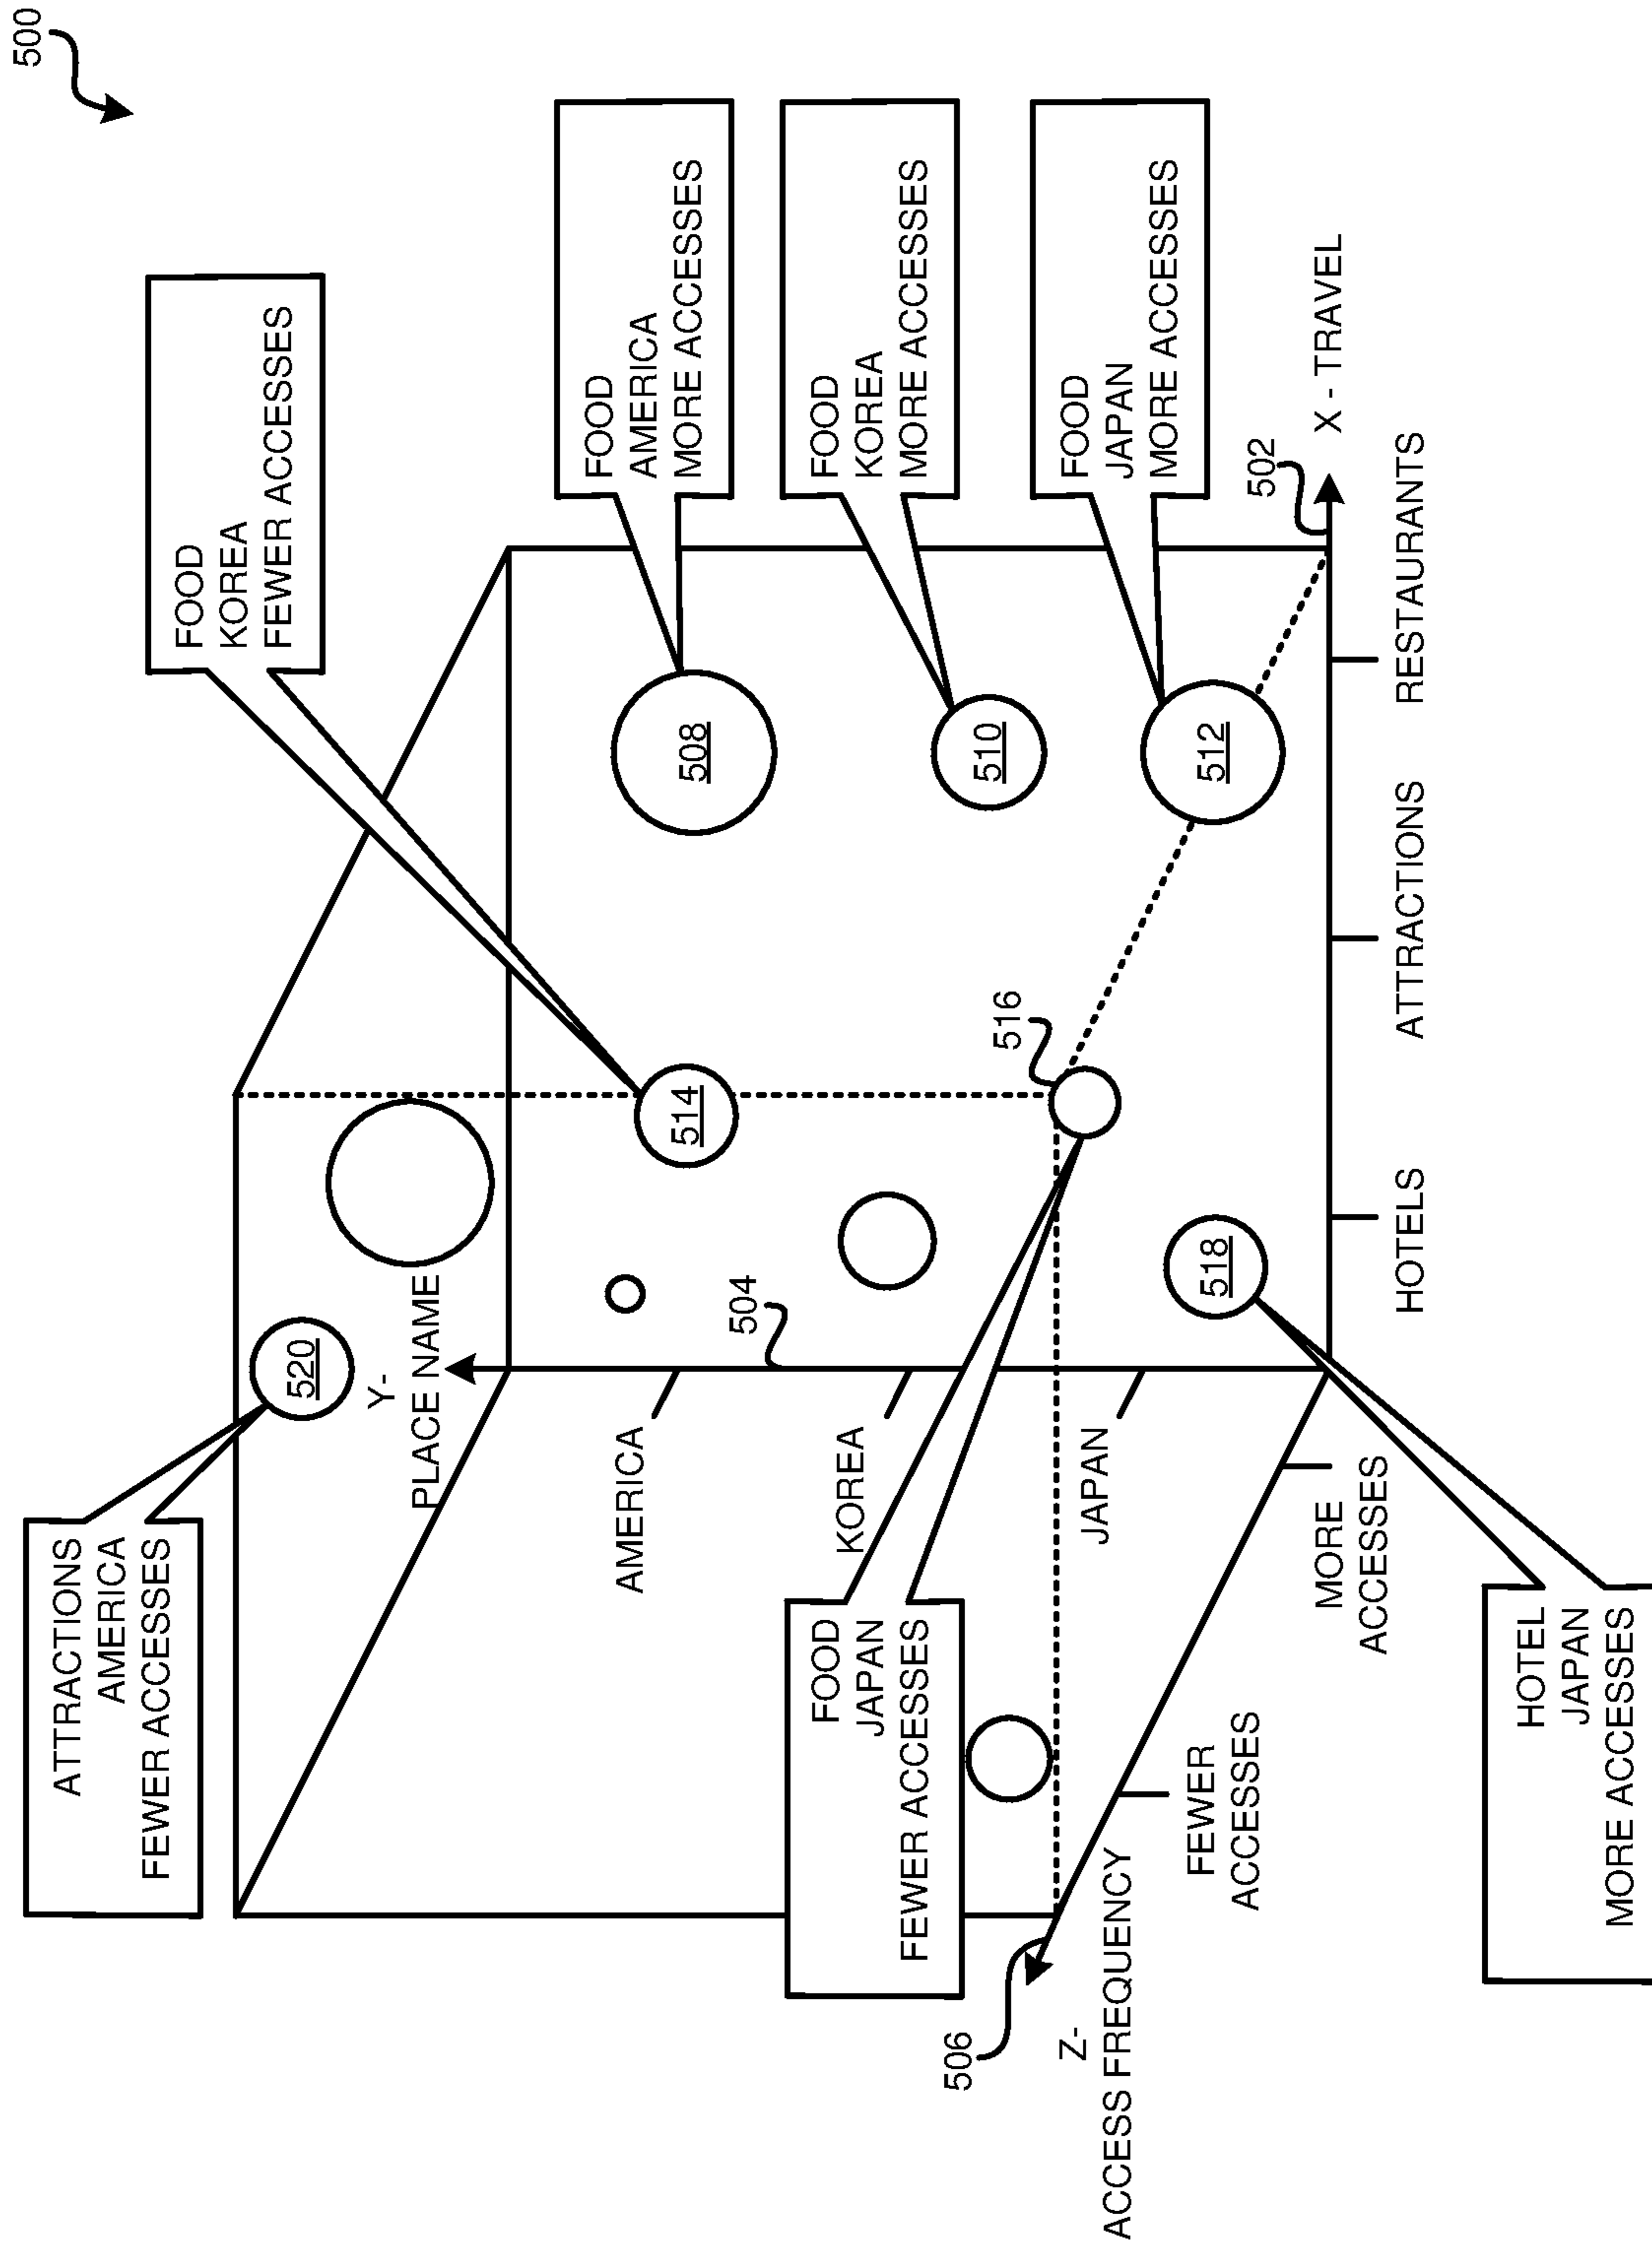 500
ATTRACTIONS
AMERICA
FEWER ACCESSES
520
FOOD
KOREA
FEWER ACCESSES
Y-
PLACE NAME
AMERICA
KOREA
JAPAN
504
514
516
508
510
512
518
FOOD
AMERICA
MORE ACCESSES
FOOD
KOREA
MORE ACCESSES
FOOD
JAPAN
MORE ACCESSES
FOOD
JAPAN
FEWER ACCESSES
506
Z-
ACCESS FREQUENCY
FEWER
ACCESSES
MORE
ACCESSES
HOTELS
ATTRACTIONS
RESTAURANTS
502
X - TRAVEL
HOTEL
JAPAN
MORE ACCESSES